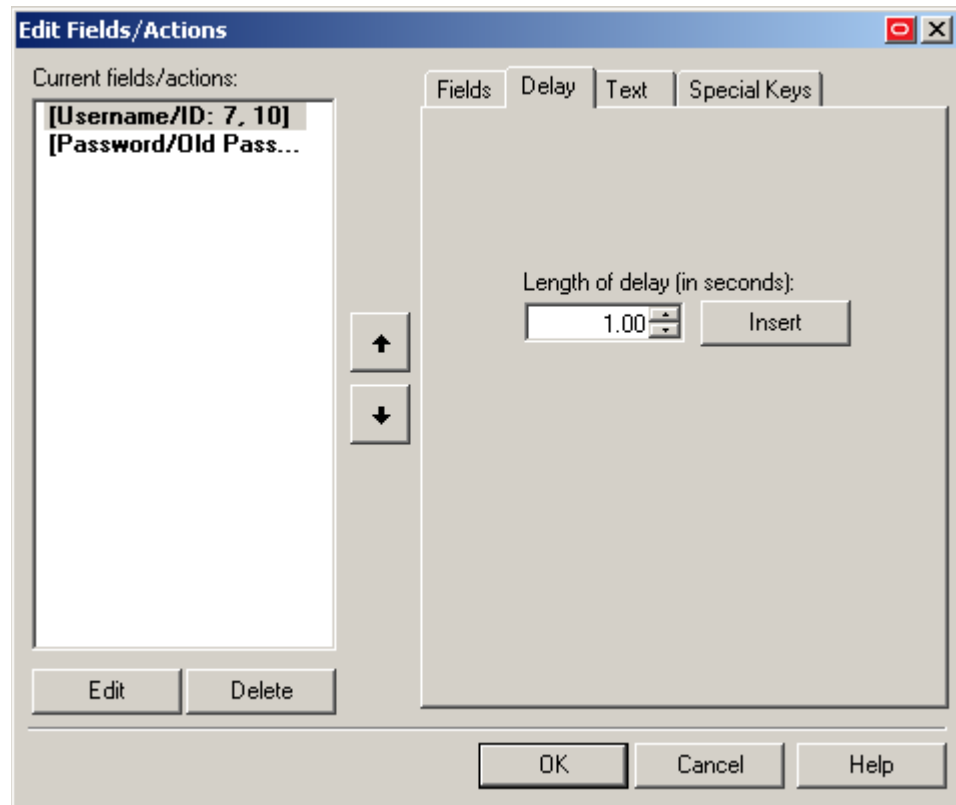 Edit Fields/Actions
Current fields/actions:
[Username/ID: 7, 10]
[Password/Old Pass...
Fields Delay Text Special Keys
Length of delay (in seconds):
1.00 Insert
Edit Delete
OK Cancel Help